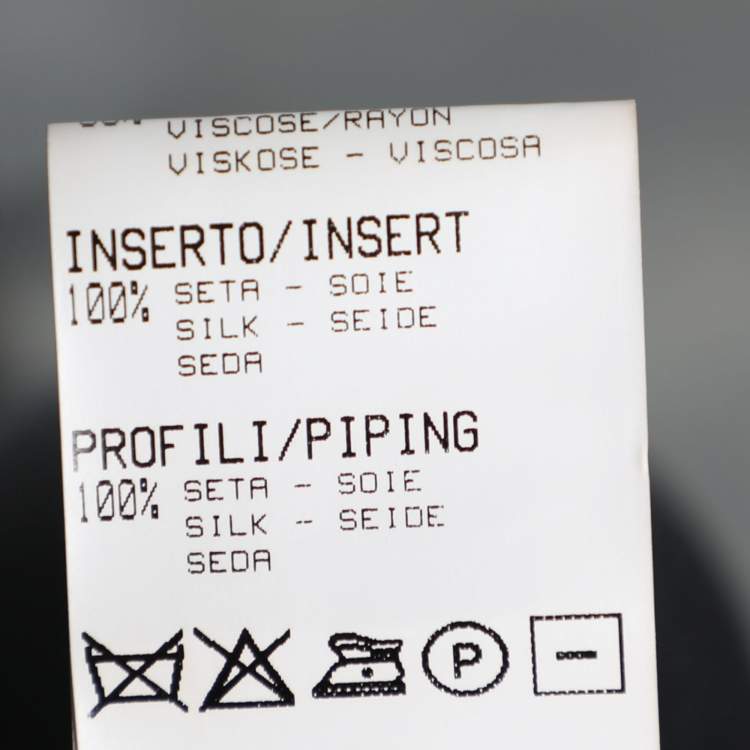 VISCOSE/RAYON
VISKOSE - VISCOSA
INSERTO/INSERT
100% SETA - SOIE
SILK - SEIDE
SEDA
PROFILI/PIPING
100% SETA - SOIE
SILK - SEIDE
SEDA
P